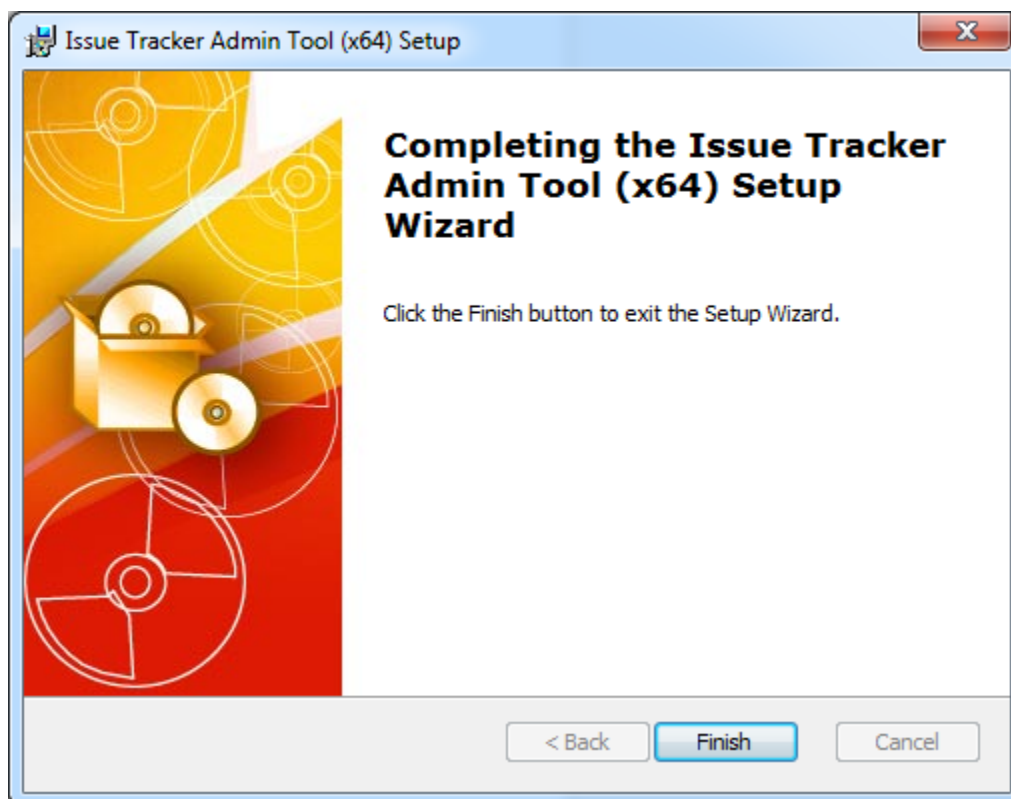 Issue Tracker Admin Tool (x64) Setup
Completing the Issue Tracker
Admin Tool (x64) Setup
Wizard
Click the Finish button to exit the Setup Wizard.
< Back Finish Cancel